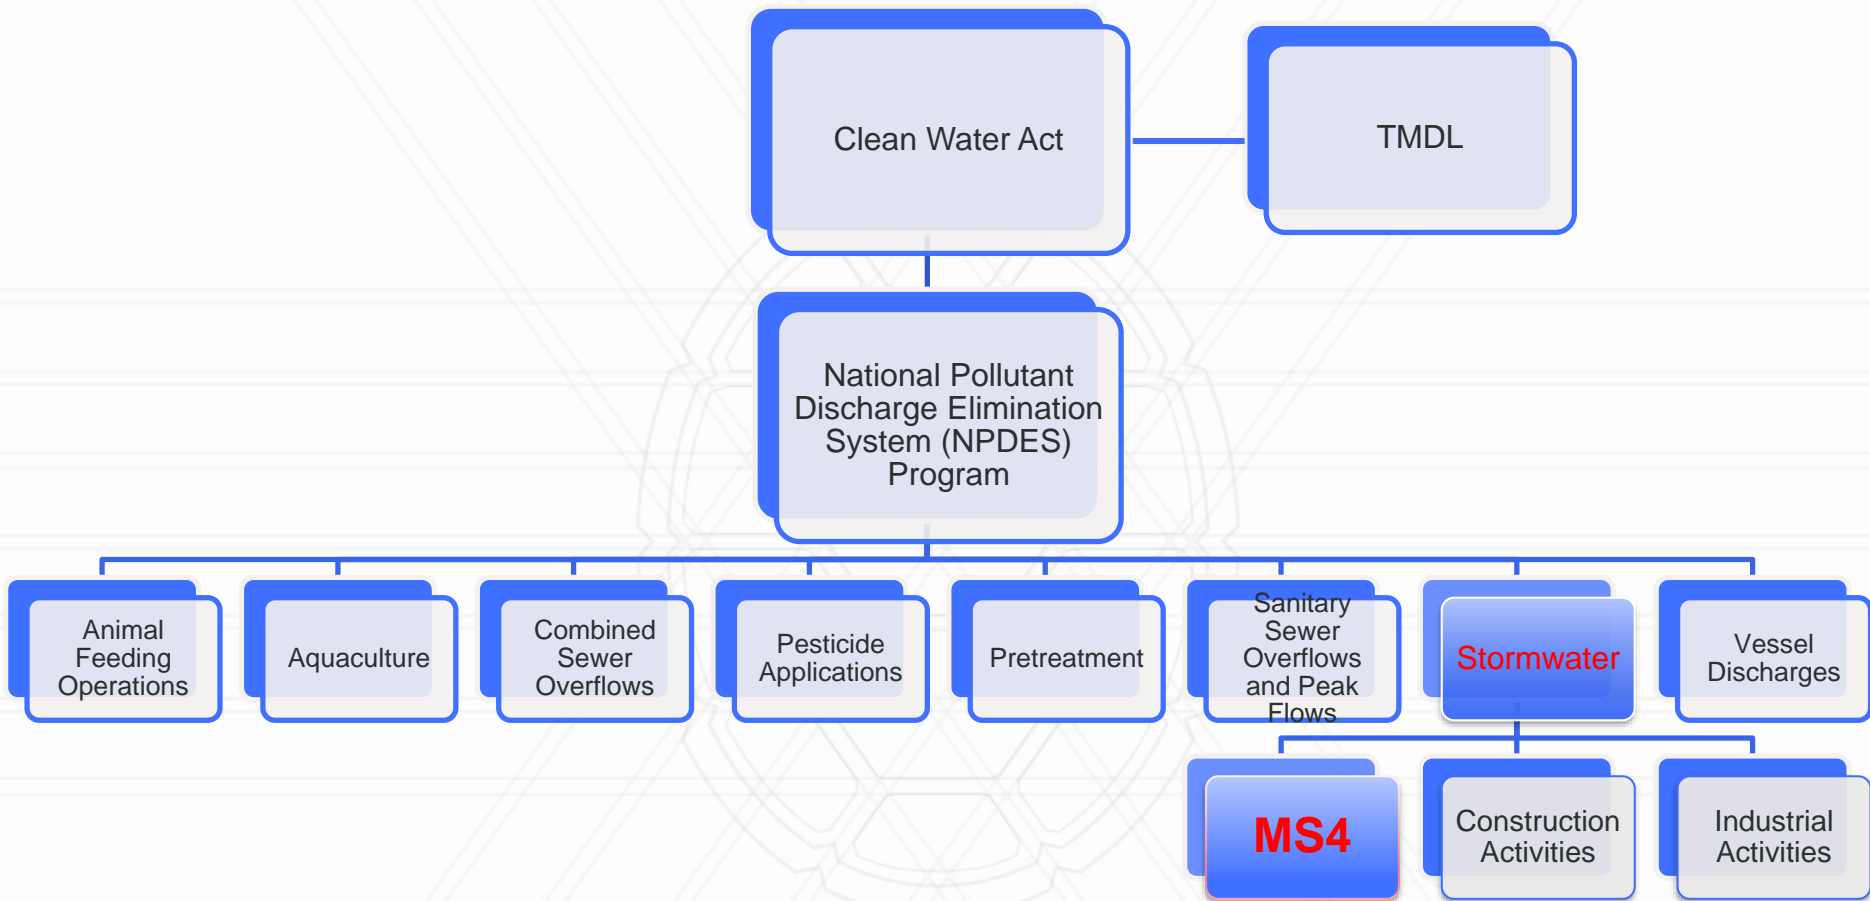 Clean Water Act
TMDL
National Pollutant
Discharge Elimination
System (NPDES)
Program
Animal
Feeding
Operations
Aquaculture
Combined
Sewer
Overflows
Pesticide
Applications
Pretreatment
Sanitary
Sewer
Overflows
and Peak
Flows
Stormwater
Vessel
Discharges
MS4
Construction
Activities
Industrial
Activities